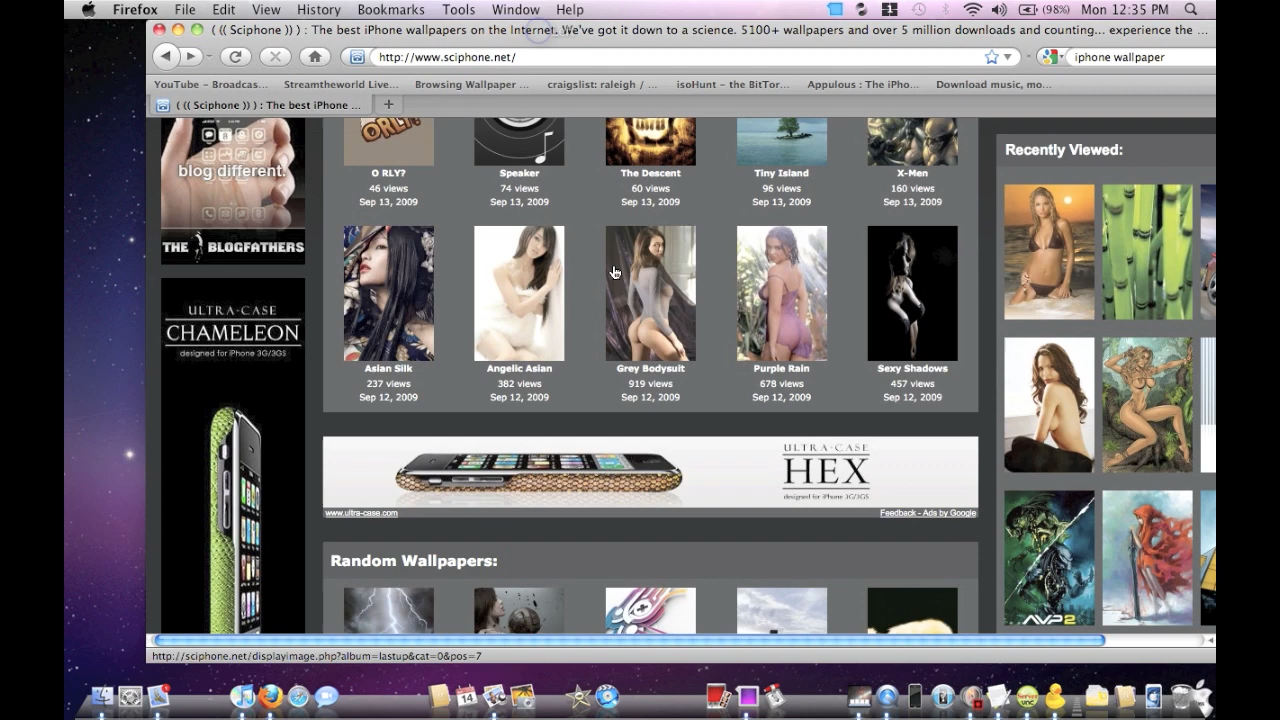 Firefox File Edit View History Bookmarks Tools Window Help (98%) Mon 12:35 PM
( (( Sciphone )) ) : The best iPhone wallpapers on the Internet. We've got it down to a science. 5100+ wallpapers and over 5 million downloads and counting... experience the ...
http://www.sciphone.net/ iphone wallpaper
YouTube - Broadcas... Streamtheworld Live... Browsing Wallpaper ... craigslist: raleigh / ... isoHunt - the BitTor... Appulous : The iPho... Download music, mo...
( (( Sciphone )) ) : The best iPhone ...
blog different.
THE BLOGFATHERS
ULTRA-CASE
CHAMELEON
designed for iPhone 3G/3GS
ORLY?
O RLY? Speaker The Descent Tiny Island X-Men
46 views 74 views 60 views 96 views 160 views
Sep 13, 2009 Sep 13, 2009 Sep 13, 2009 Sep 13, 2009 Sep 13, 2009
Asian Silk Angelic Asian Grey Bodysuit Purple Rain Sexy Shadows
237 views 382 views 919 views 678 views 457 views
Sep 12, 2009 Sep 12, 2009 Sep 12, 2009 Sep 12, 2009 Sep 12, 2009
ULTRA-CASE
HEX
designed for iPhone 3G/3GS
www.ultra-case.com Feedback - Ads by Google
Random Wallpapers:
Recently Viewed:
AVP2
http://sciphone.net/displayimage.php?album=lastup&cat=0&pos=7
14